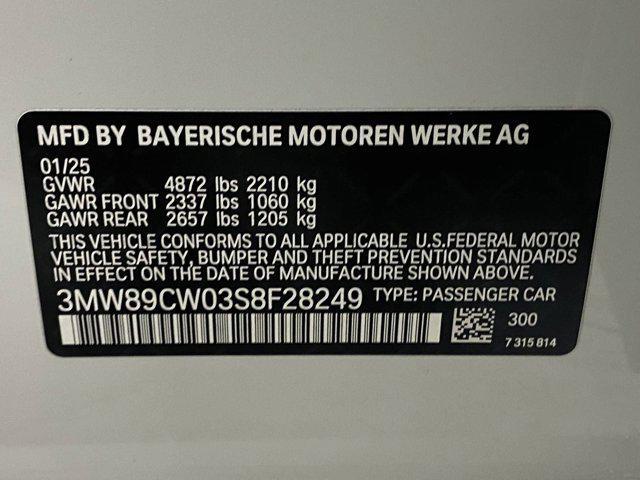 MFD BY BAYERISCHE MOTOREN WERKE AG
01/25
GVWR 4872 lbs 2210 kg
GAWR FRONT 2337 lbs 1060 kg
GAWR REAR 2657 lbs 1205 kg
THIS VEHICLE CONFORMS TO ALL APPLICABLE U.S.FEDERAL MOTOR
VEHICLE SAFETY, BUMPER AND THEFT PREVENTION STANDARDS
IN EFFECT ON THE DATE OF MANUFACTURE SHOWN ABOVE.
3MW89CW03S8F28249 TYPE: PASSENGER CAR
300
7 315 814